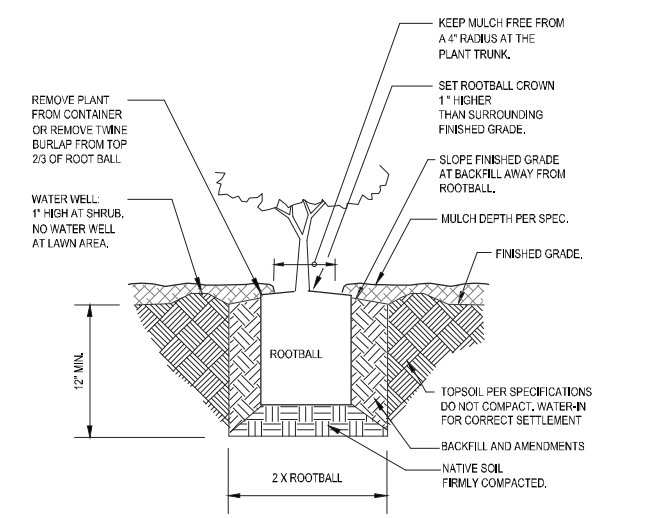 KEEP MULCH FREE FROM
A 4" RADIUS AT THE
PLANT TRUNK.
SET ROOTBALL CROWN
1 " HIGHER
THAN SURROUNDING
FINISHED GRADE.
REMOVE PLANT
FROM CONTAINER
OR REMOVE TWINE
BURLAP FROM TOP
2/3 OF ROOT BALL
SLOPE FINISHED GRADE
AT BACKFILL AWAY FROM
ROOTBALL.
WATER WELL:
1" HIGH AT SHRUB,
NO WATER WELL
AT LAWN AREA.
MULCH DEPTH PER SPEC.
FINISHED GRADE.
12" MIN.
ROOTBALL
TOPSOIL PER SPECIFICATIONS
DO NOT COMPACT. WATER-IN
FOR CORRECT SETTLEMENT
BACKFILL AND AMENDMENTS
NATIVE SOIL
FIRMLY COMPACTED.
2 X ROOTBALL